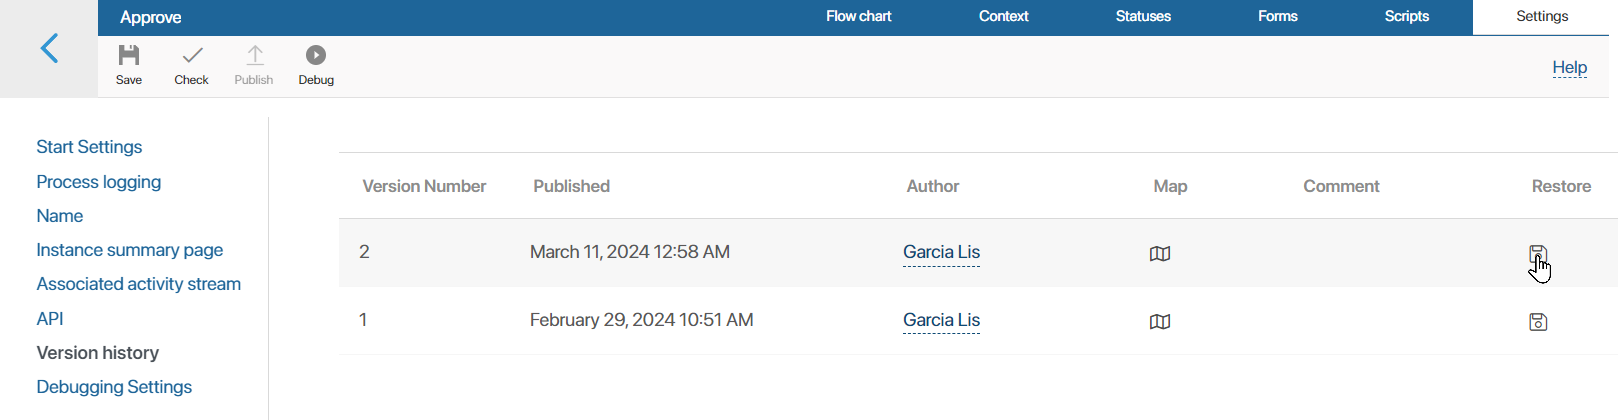 Approve
Flow chart
Context
Statuses
Forms
Scripts
Settings
Save
Check
Publish
Debug
Help
Start Settings
Process logging
Name
Instance summary page
Associated activity stream
API
Version history
Debugging Settings
Version Number Published Author Map Comment Restore
2 March 11, 2024 12:58 AM Garcia Lis
1 February 29, 2024 10:51 AM Garcia Lis